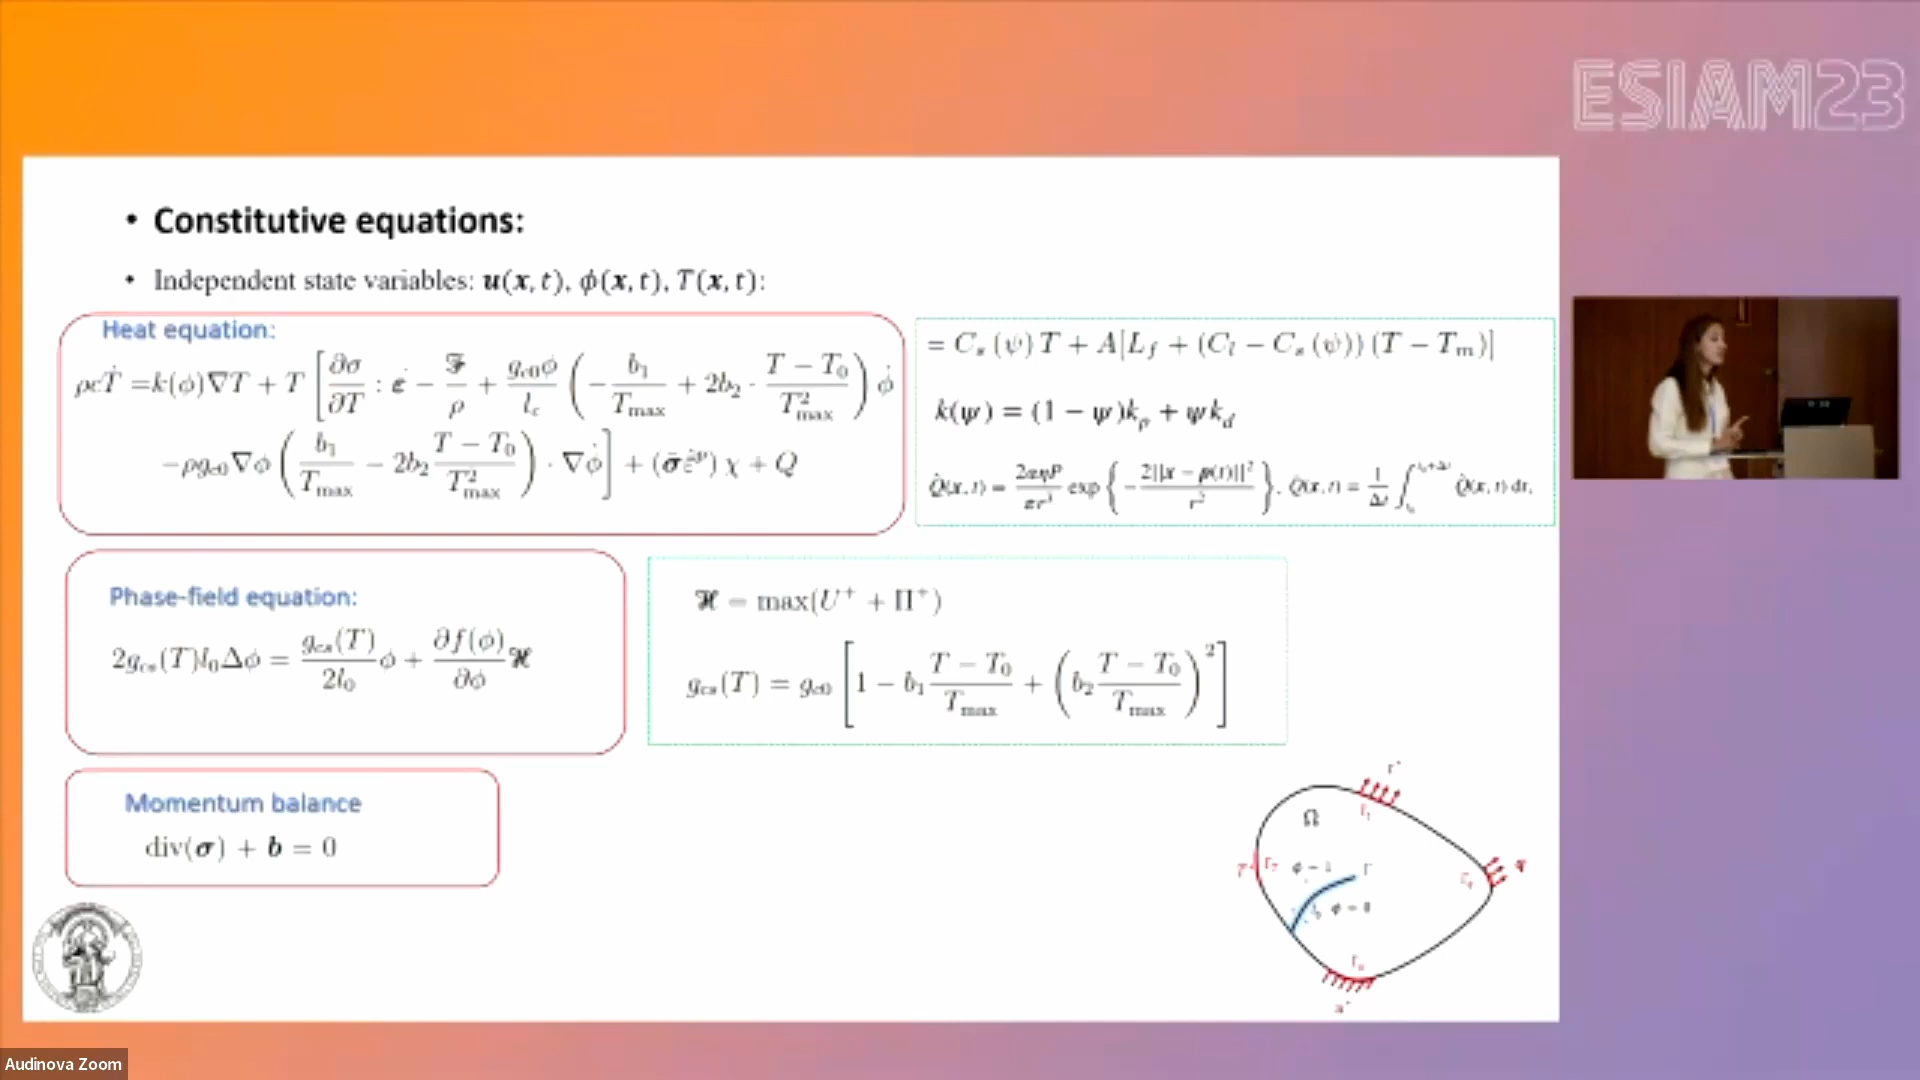 ESIAM23
• Constitutive equations:
• Independent state variables: u(x, t), ϕ(x, t), T(x, t):
Heat equation:
ρcṪ = k(ϕ)∇T + T [ ∂σ/∂T : ε̇ − ℱ/ρ + g_c0 ϕ/l_c ( − b₁/T_max + 2b₂ · (T − T₀)/T²_max ) ϕ̇
−ρg_c0 ∇ϕ ( b₁/T_max − 2b₂ (T − T₀)/T²_max ) · ∇ϕ̇ ] + (σ̄ε̄̇^p) χ + Q
= C_s (ψ) T + A[L_f + (C_l − C_s (ψ)) (T − T_m)]
k(ψ) = (1 − ψ)k_p + ψk_d
Phase-field equation:
2g_cs(T)l₀Δϕ = g_cs(T)/2l₀ ϕ + ∂f(ϕ)/∂ϕ ℋ
ℋ = max(U⁺ + Π⁺)
g_cs(T) = g_c0 [ 1 − b₁ (T − T₀)/T_max + ( b₂ (T − T₀)/T_max )² ]
Momentum balance
div(σ) + b = 0
Ω
Audinova Zoom